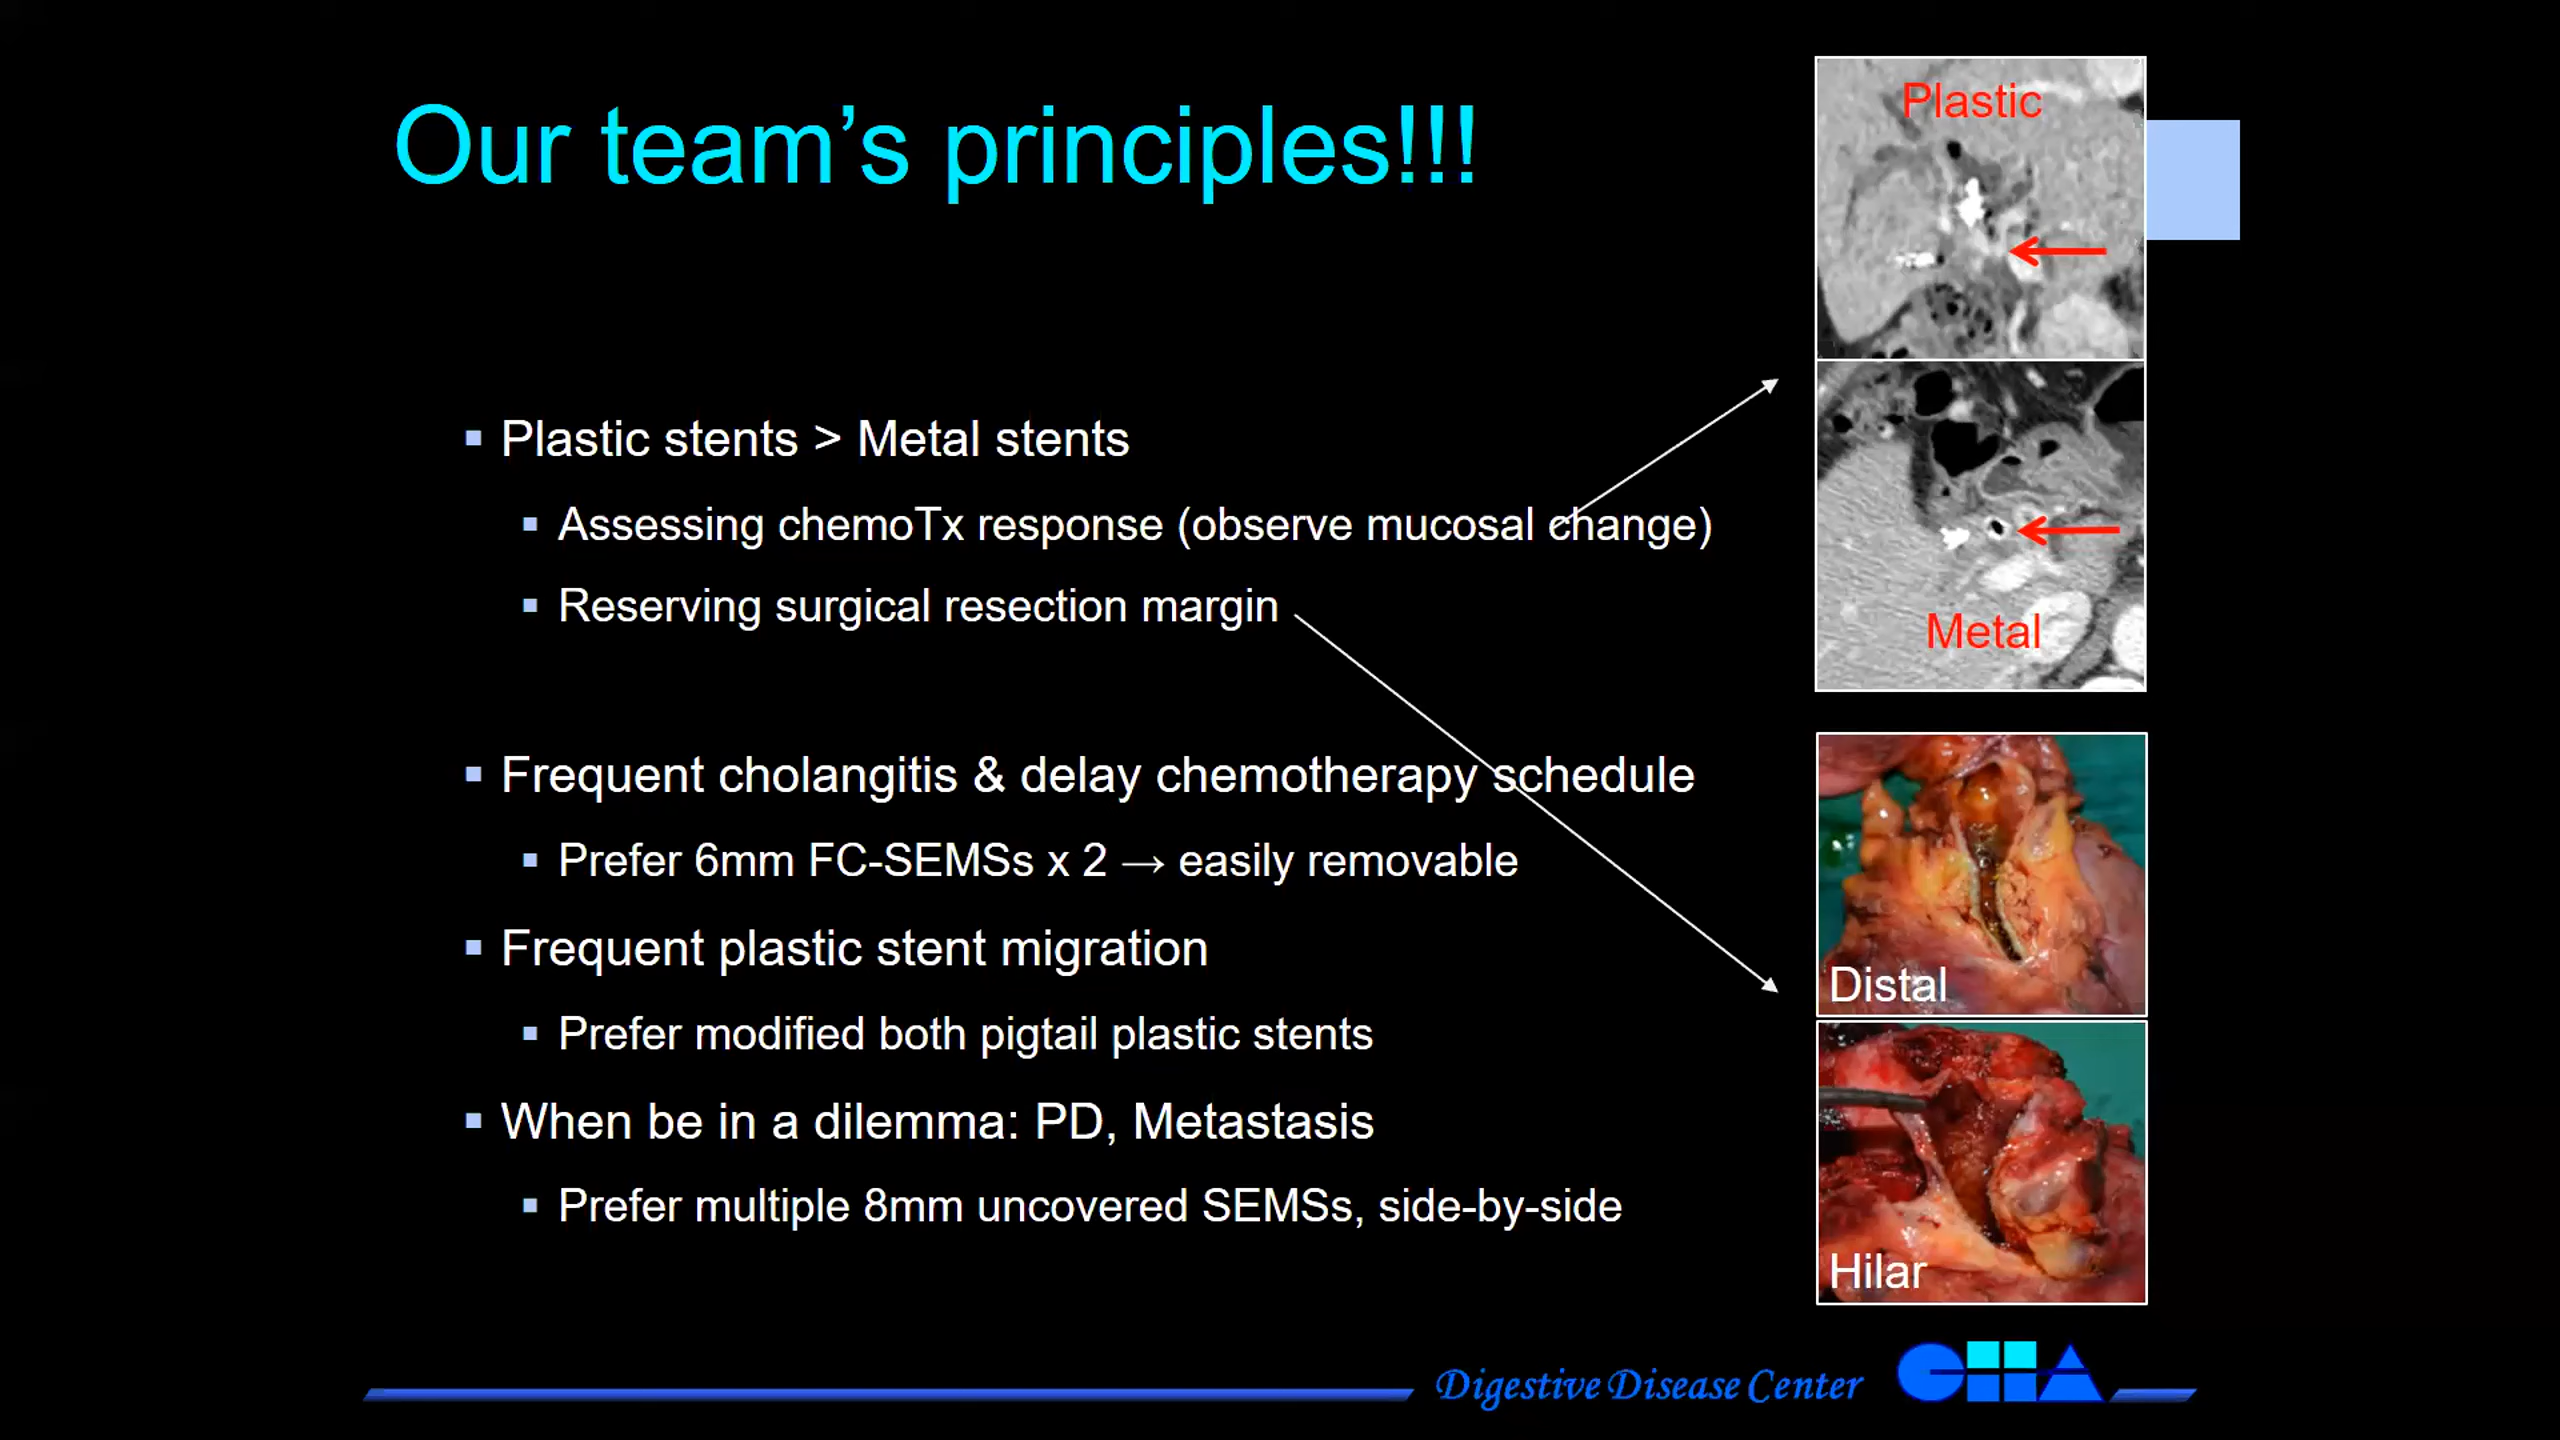 Our team’s principles!!!
Plastic stents > Metal stents
Assessing chemoTx response (observe mucosal change)
Reserving surgical resection margin
Frequent cholangitis & delay chemotherapy schedule
Prefer 6mm FC-SEMSs x 2 → easily removable
Frequent plastic stent migration
Prefer modified both pigtail plastic stents
When be in a dilemma: PD, Metastasis
Prefer multiple 8mm uncovered SEMSs, side-by-side
Plastic
Metal
Distal
Hilar
Digestive Disease Center
CHA